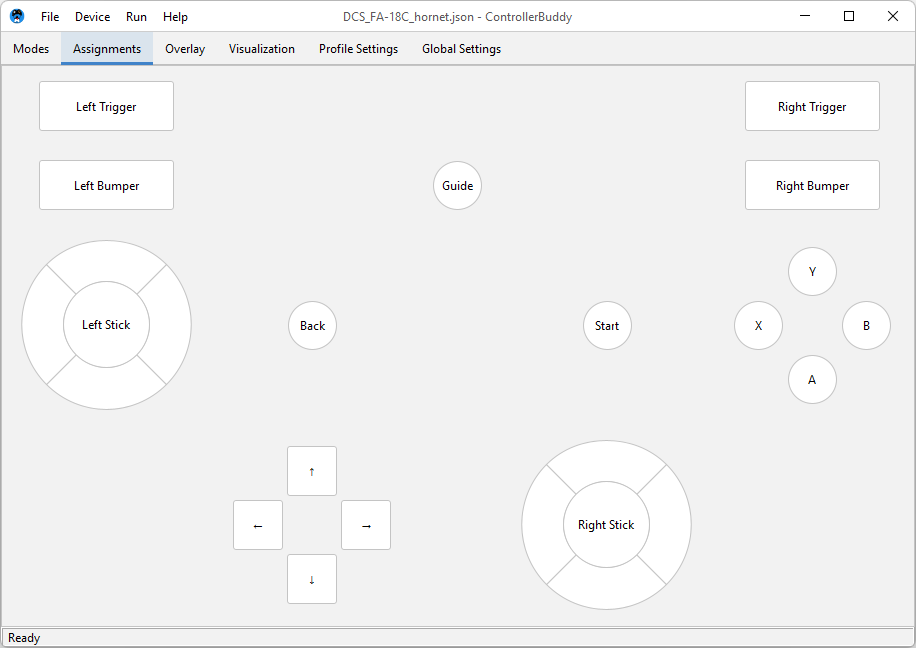 File Device Run Help DCS_FA-18C_hornet.json - ControllerBuddy
Modes Assignments Overlay Visualization Profile Settings Global Settings
Left Trigger Right Trigger
Left Bumper Guide Right Bumper
Y
Left Stick Back Start X B
A
↑
← → Right Stick
↓
Ready